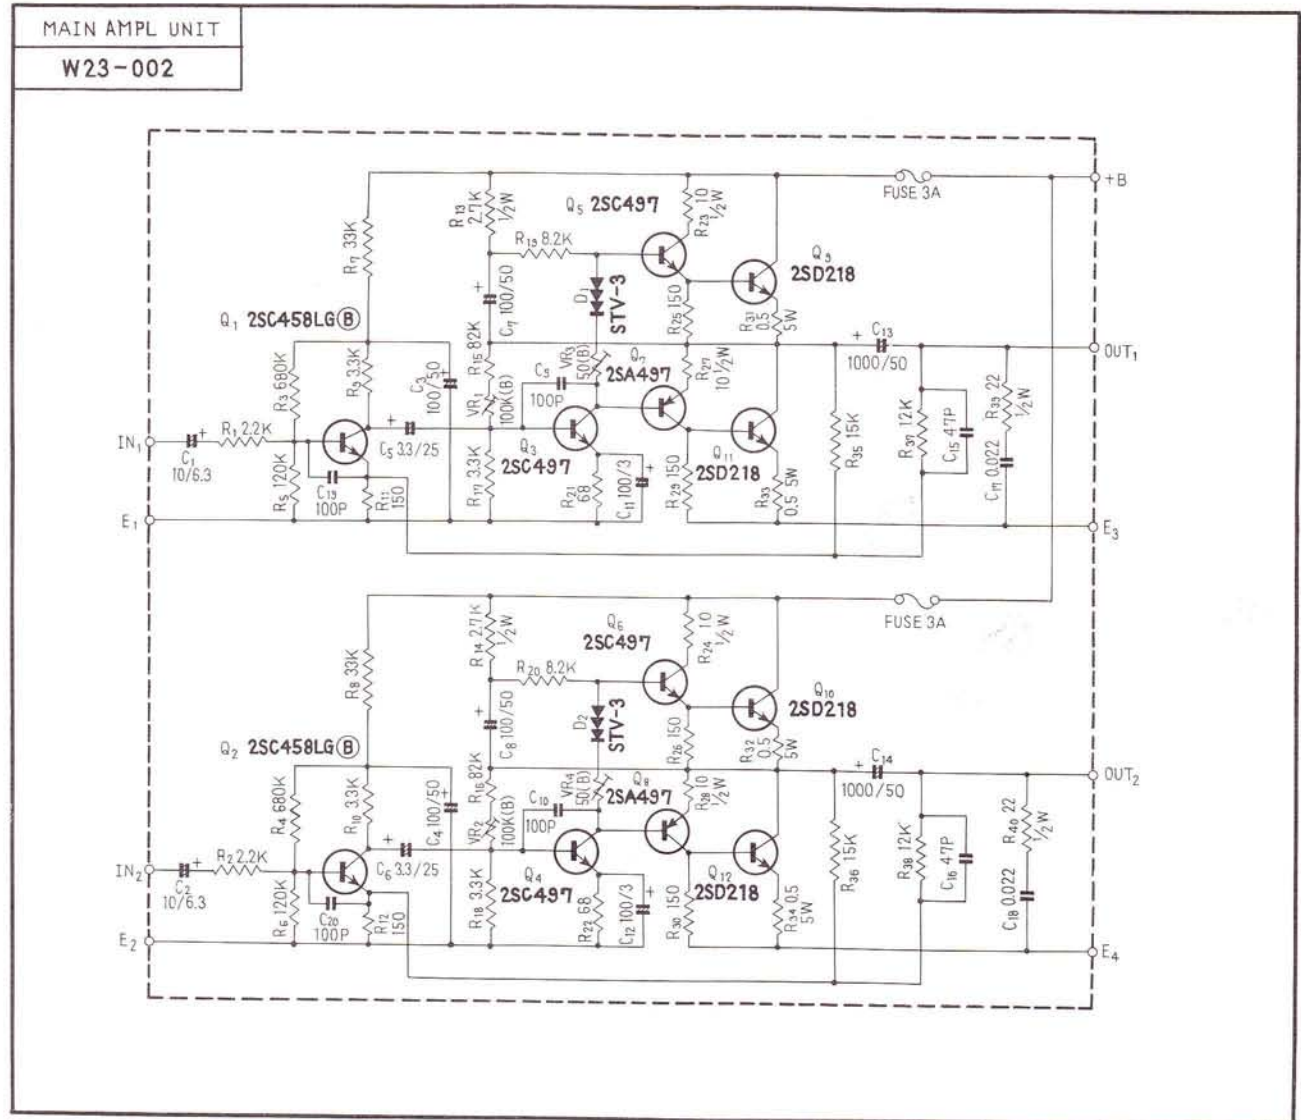 MAIN AMPL UNIT
W23-002
+B
FUSE 3A
R13 2.7K 1/2W
Q5 2SC497
R23 10 1/2W
R7 33K
R19 8.2K
Q9 2SD218
D1 STV-3
C7 100/50
R25 150
R31 0.5 5W
Q1 2SC458LG(B)
R15 82K
VR3 50(B)
Q7 2SA497
R27 10 1/2W
C13 1000/50
OUT1
R3 680K
R9 3.3K
C3 100/50
VR1 100K(B)
C9 100P
R39 22 1/2W
IN1
C1 10/6.3
R1 2.2K
C5 3.3/25
Q3 2SC497
Q11 2SD218
R35 15K
R37 12K
C15 47P
C17 0.022
R5 120K
C19 100P
R11 150
R17 3.3K
R21 68
C11 100/3
R29 150
R33 0.5 5W
E1
E3
FUSE 3A
R14 2.7K 1/2W
Q6 2SC497
R24 10 1/2W
R8 33K
R20 8.2K
Q10 2SD218
D2 STV-3
C8 100/50
R26 150
R32 0.5 5W
Q2 2SC458LG(B)
R16 82K
VR4 50(B)
Q8 2SA497
R28 10 1/2W
C14 1000/50
OUT2
R4 680K
R10 3.3K
C4 100/50
VR2 100K(B)
C10 100P
R40 22 1/2W
IN2
C2 10/6.3
R2 2.2K
C6 3.3/25
Q4 2SC497
Q12 2SD218
R36 15K
R38 12K
C16 47P
C18 0.022
R6 120K
C20 100P
R12 150
R18 3.3K
R22 68
C12 100/3
R30 150
R34 0.5 5W
E2
E4